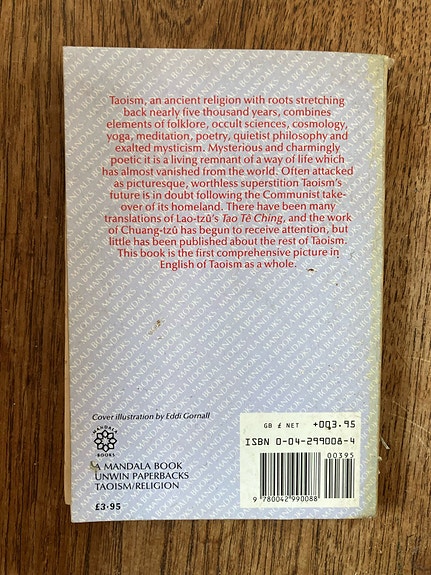 Taoism, an ancient religion with roots stretching
back nearly five thousand years, combines
elements of folklore, occult sciences, cosmology,
yoga, meditation, poetry, quietist philosophy and
exalted mysticism. Mysterious and charmingly
poetic it is a living remnant of a way of life which
has almost vanished from the world. Often attacked
as picturesque, worthless superstition Taoism's
future is in doubt following the Communist take-
over of its homeland. There have been many
translations of Lao-tzû's Tao Tê Ching, and the work
of Chuang-tzû has begun to receive attention, but
little has been published about the rest of Taoism.
This book is the first comprehensive picture in
English of Taoism as a whole.
Cover illustration by Eddi Gornall
MANDALA
BOOKS
A MANDALA BOOK
UNWIN PAPERBACKS
TAOISM/RELIGION
£3·95
GB £ NET +003.95
ISBN 0-04-299008-4
00395
9 780042 990088